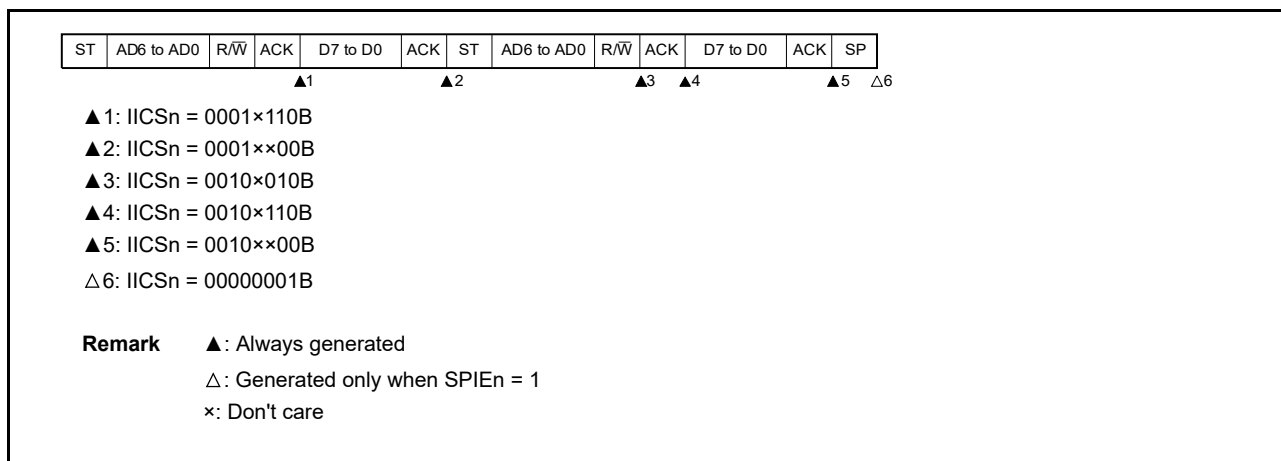 ST AD6 to AD0 R/W̅ ACK D7 to D0 ACK ST AD6 to AD0 R/W̅ ACK D7 to D0 ACK SP
▲1 ▲2 ▲3 ▲4 ▲5 △6
▲1: IICSn = 0001×110B
▲2: IICSn = 0001××00B
▲3: IICSn = 0010×010B
▲4: IICSn = 0010×110B
▲5: IICSn = 0010××00B
△6: IICSn = 00000001B
Remark ▲: Always generated
△: Generated only when SPIEn = 1
×: Don't care